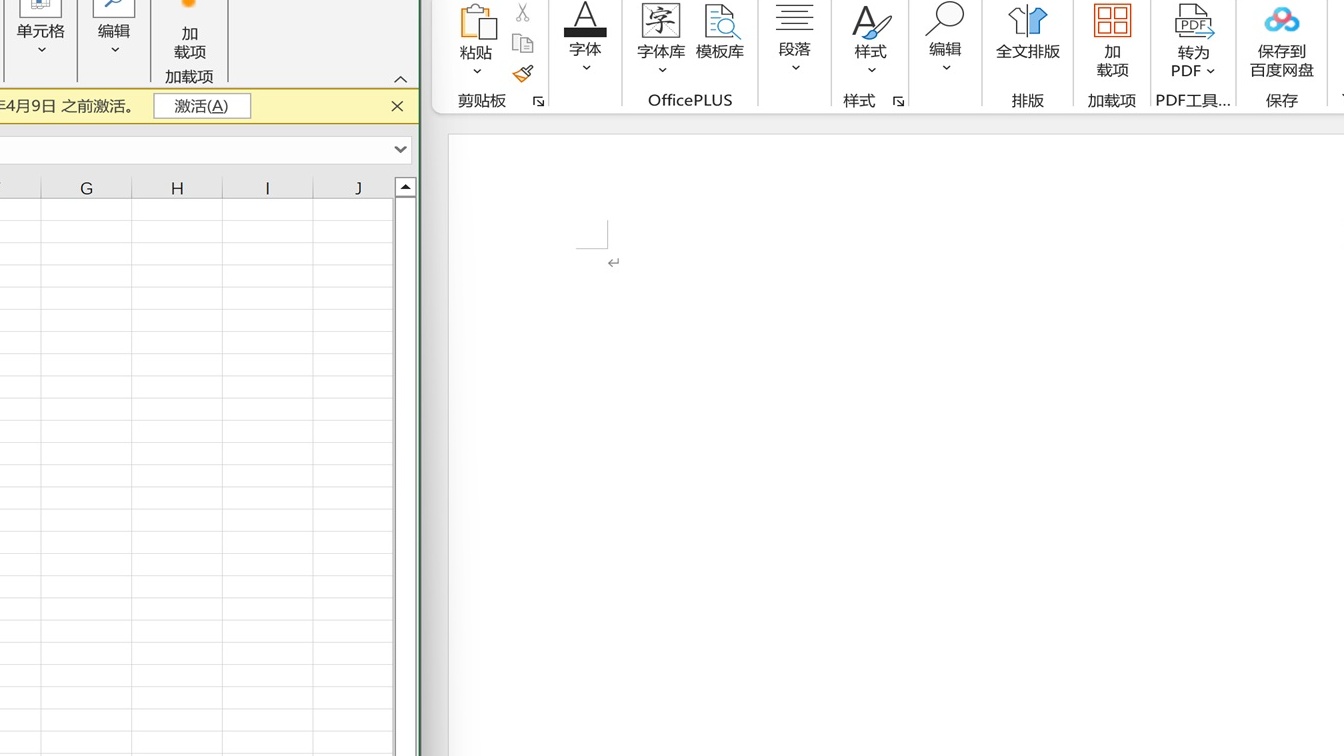 单元格
编辑
加
载项
加载项
年4月9日 之前激活。
激活(A)
G H I J
粘贴
剪贴板
字体
字
字体库
模板库
OfficePLUS
段落
样式
样式
编辑
全文排版
排版
加
载项
加载项
PDF
转为
PDF
PDF工具...
保存到
百度网盘
保存